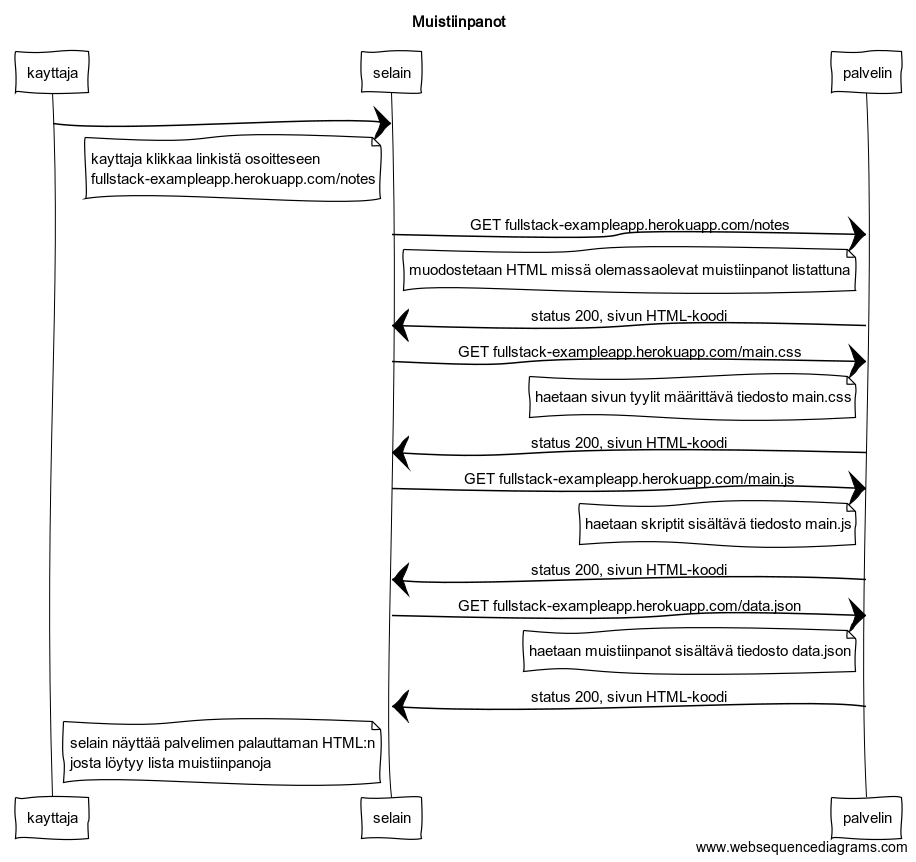 Muistiinpanot
kayttaja
selain
palvelin
kayttaja klikkaa linkistä osoitteseen
fullstack-exampleapp.herokuapp.com/notes
GET fullstack-exampleapp.herokuapp.com/notes
muodostetaan HTML missä olemassaolevat muistiinpanot listattuna
status 200, sivun HTML-koodi
GET fullstack-exampleapp.herokuapp.com/main.css
haetaan sivun tyylit määrittävä tiedosto main.css
status 200, sivun HTML-koodi
GET fullstack-exampleapp.herokuapp.com/main.js
haetaan skriptit sisältävä tiedosto main.js
status 200, sivun HTML-koodi
GET fullstack-exampleapp.herokuapp.com/data.json
haetaan muistiinpanot sisältävä tiedosto data.json
status 200, sivun HTML-koodi
selain näyttää palvelimen palauttaman HTML:n
josta löytyy lista muistiinpanoja
kayttaja
selain
palvelin
www.websequencediagrams.com